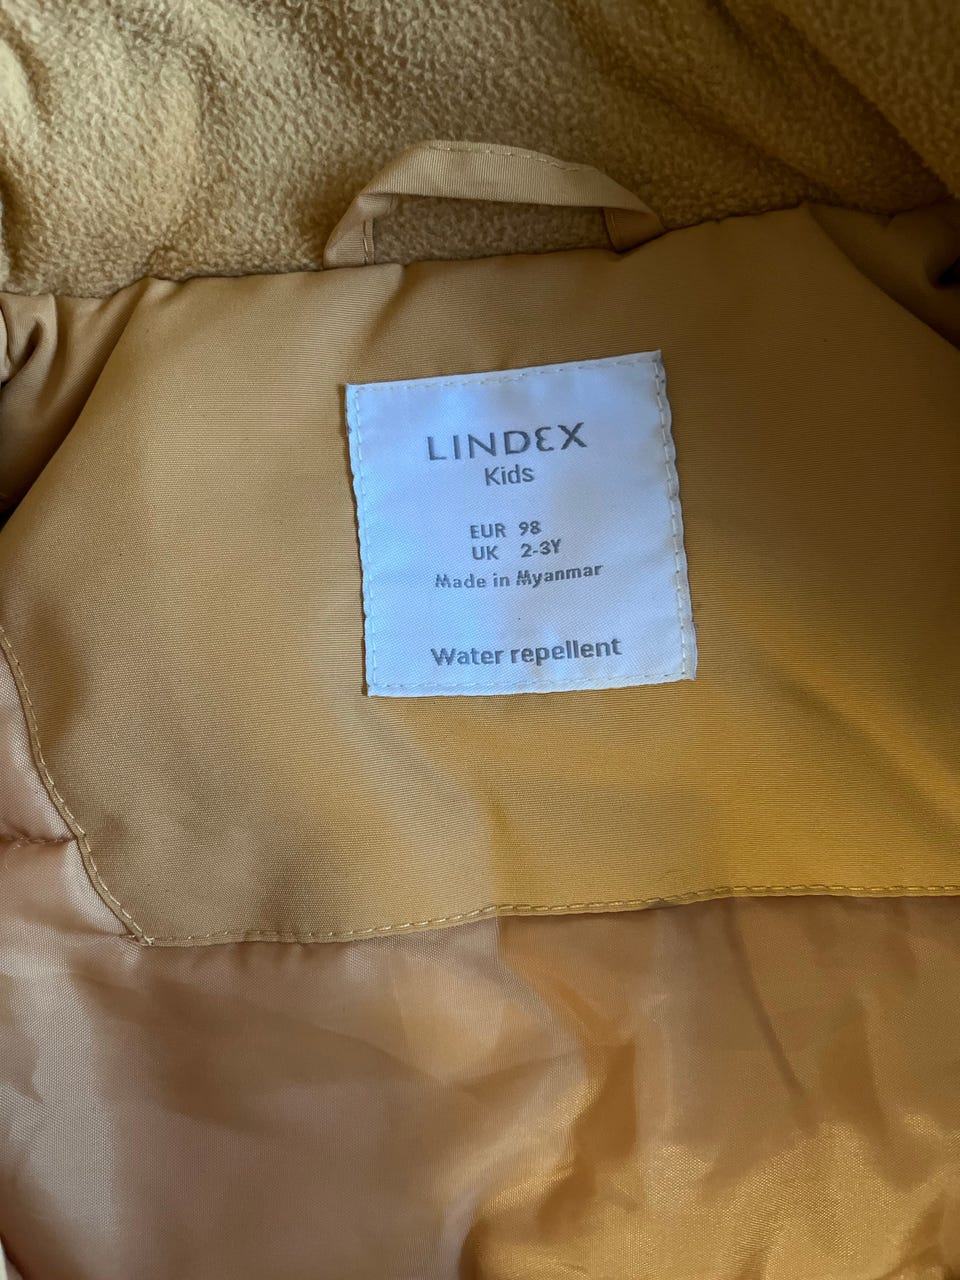 LINDEX
Kids
EUR 98
UK 2-3Y
Made in Myanmar
Water repellent